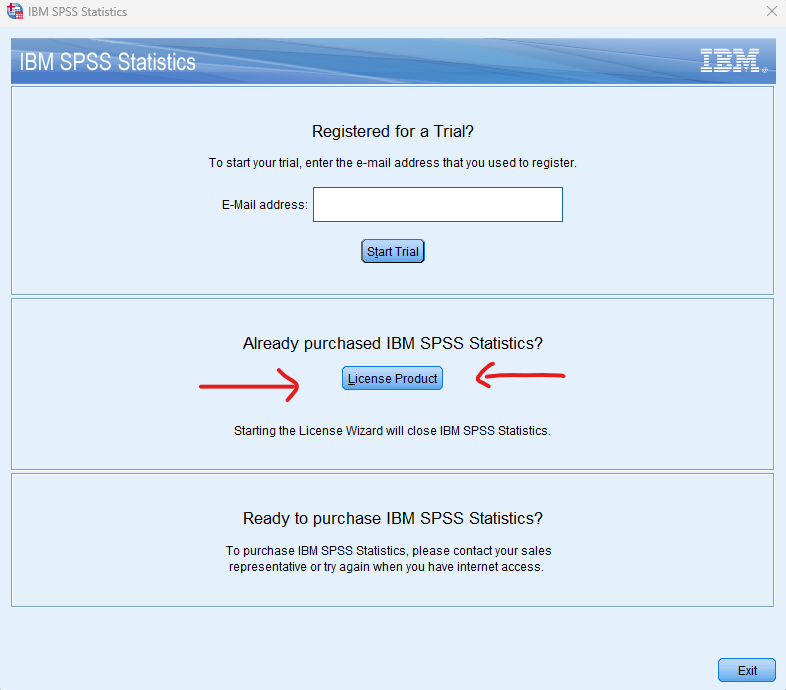 IBM SPSS Statistics
IBM SPSS Statistics
IBM®
Registered for a Trial?
To start your trial, enter the e-mail address that you used to register.
E-Mail address:
Start Trial
Already purchased IBM SPSS Statistics?
License Product
Starting the License Wizard will close IBM SPSS Statistics.
Ready to purchase IBM SPSS Statistics?
To purchase IBM SPSS Statistics, please contact your sales
representative or try again when you have internet access.
Exit